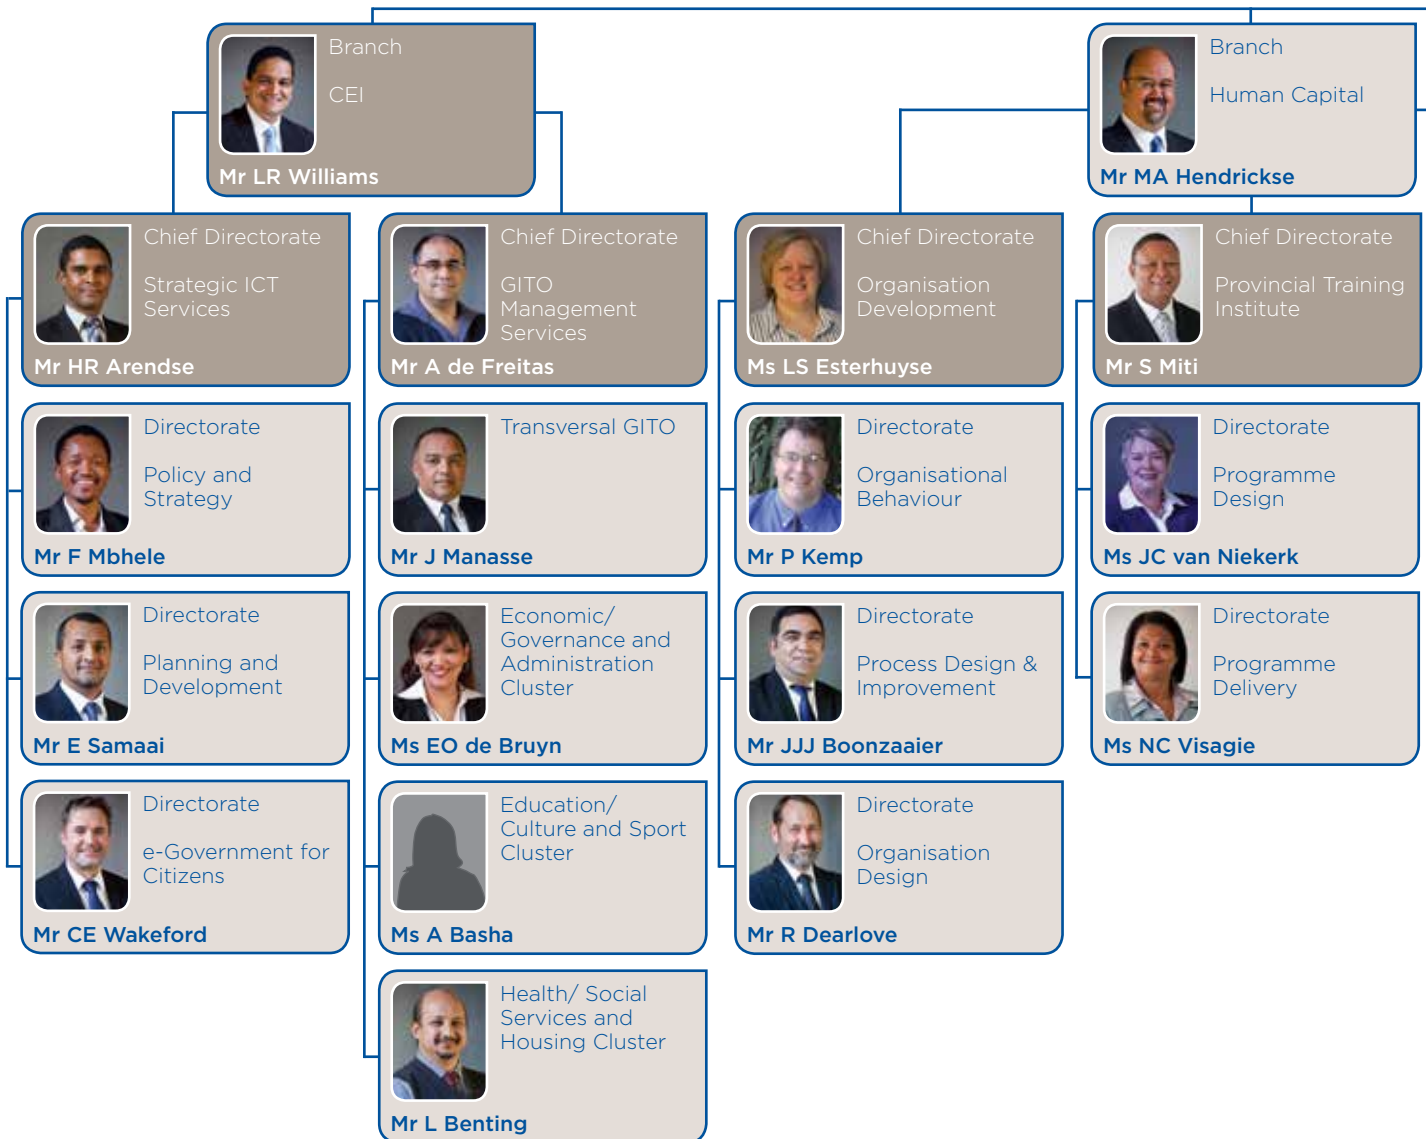 Branch
CEI
Mr LR Williams
Branch
Human Capital
Mr MA Hendrickse
Chief Directorate
Strategic ICT
Services
Mr HR Arendse
Chief Directorate
GITO
Management
Services
Mr A de Freitas
Chief Directorate
Organisation
Development
Ms LS Esterhuyse
Chief Directorate
Provincial Training
Institute
Mr S Miti
Directorate
Policy and
Strategy
Mr F Mbhele
Transversal GITO
Mr J Manasse
Directorate
Organisational
Behaviour
Mr P Kemp
Directorate
Programme
Design
Ms JC van Niekerk
Directorate
Planning and
Development
Mr E Samaai
Economic/
Governance and
Administration
Cluster
Ms EO de Bruyn
Directorate
Process Design &
Improvement
Mr JJJ Boonzaaier
Directorate
Programme
Delivery
Ms NC Visagie
Directorate
e-Government for
Citizens
Mr CE Wakeford
Education/
Culture and Sport
Cluster
Ms A Basha
Directorate
Organisation
Design
Mr R Dearlove
Health/ Social
Services and
Housing Cluster
Mr L Benting